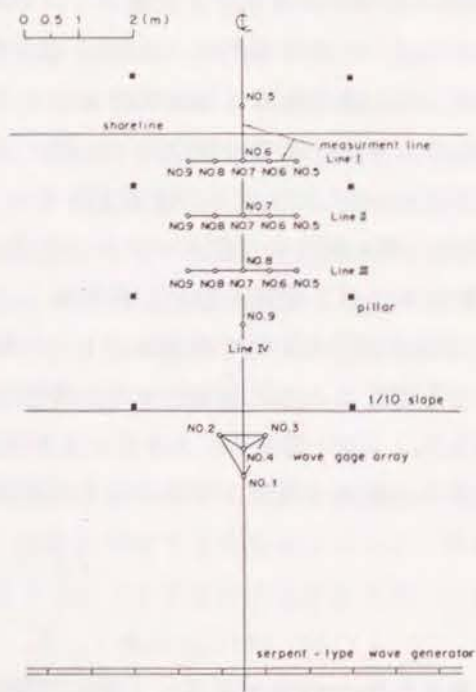 ℄
0 0.5 1 2 (m)
NO.5
shoreline
measurment line
NO.6
Line I
NO.9 NO.8 NO.7 NO.6 NO.5
NO.7
Line II
NO.9 NO.8 NO.7 NO.6 NO.5
NO.8
Line III
NO.9 NO.8 NO.7 NO.6 NO.5
pillar
NO.9
Line IV
1/10 slope
NO.2 NO.3
NO.4 wave gage array
NO.1
serpent-type wave generator